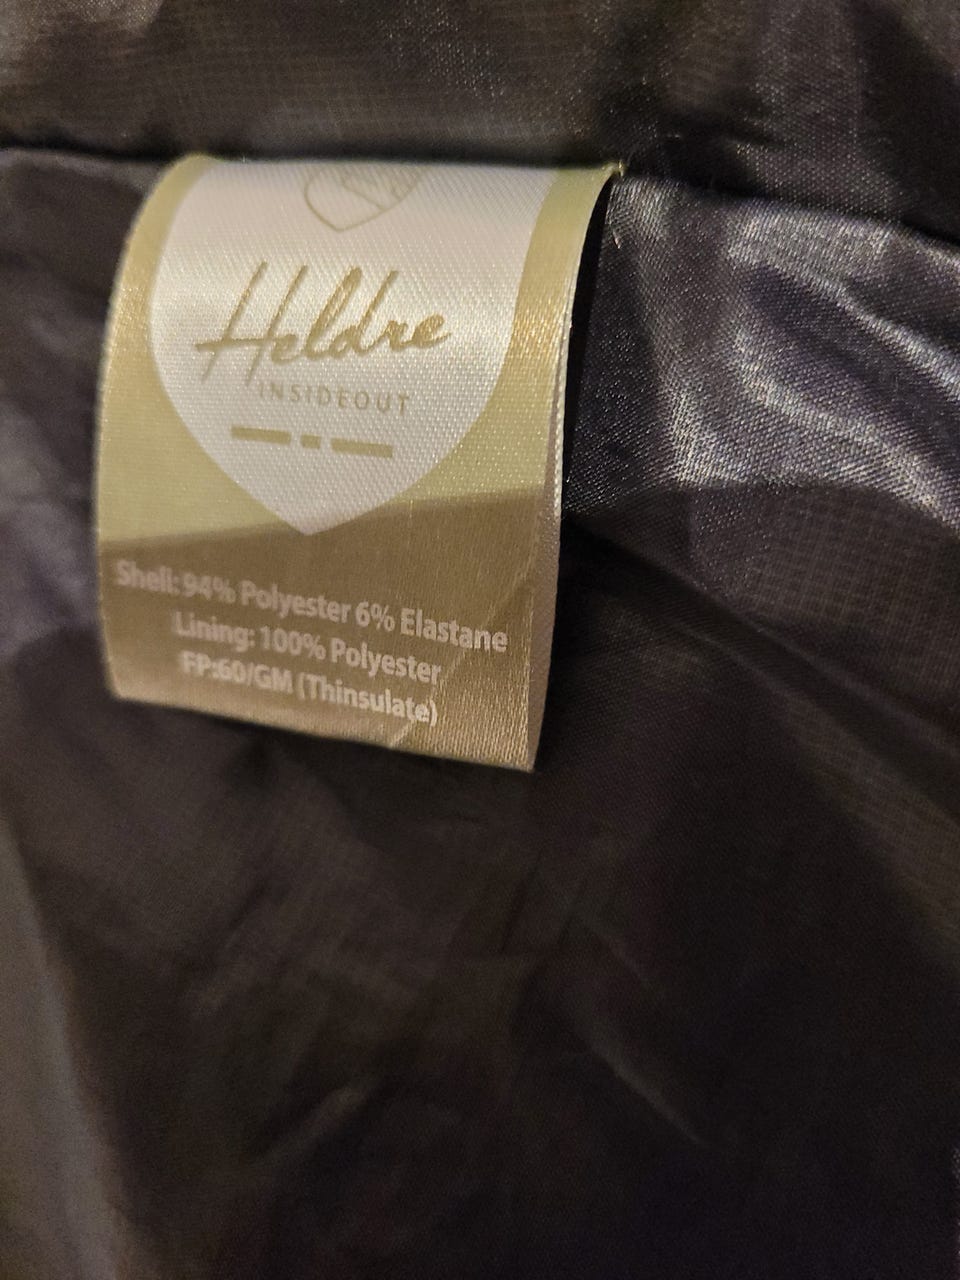 Heldre
INSIDEOUT
Shell: 94% Polyester 6% Elastane
Lining: 100% Polyester
FP:60/GM (Thinsulate)